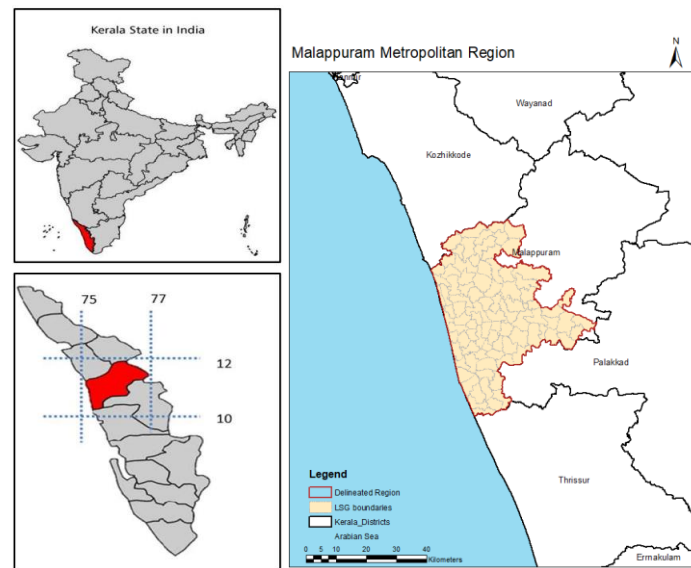 Kerala State in India
75
77
12
10
Malappuram Metropolitan Region
N
Wayanad
Kozhikkode
Malappuram
Palakkad
Thrissur
Ermakulam
Legend
Delineated Region
LSG boundaries
Kerala_Districts
Arabian Sea
0 5 10 20 30 40
Kilometers